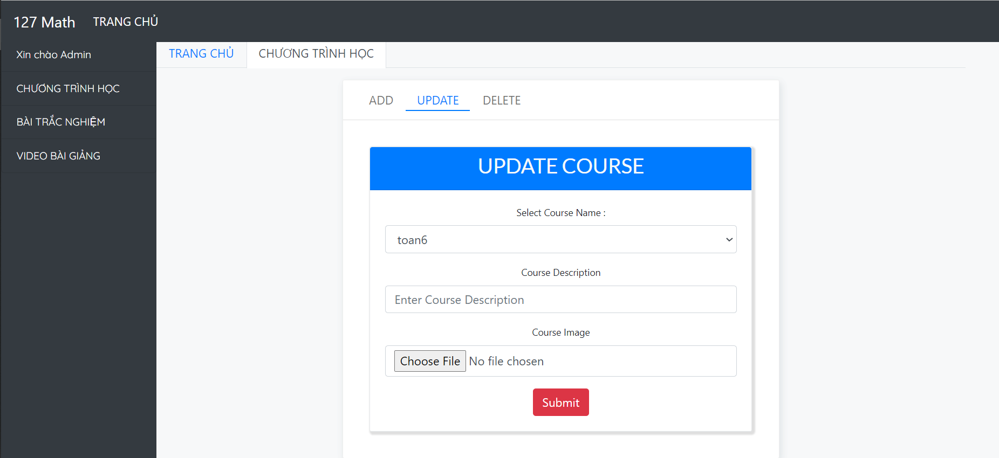 127 Math TRANG CHỦ
Xin chào Admin
CHƯƠNG TRÌNH HỌC
BÀI TRẮC NGHIỆM
VIDEO BÀI GIẢNG
TRANG CHỦ CHƯƠNG TRÌNH HỌC
ADD UPDATE DELETE
UPDATE COURSE
Select Course Name :
toan6
Course Description
Enter Course Description
Course Image
Choose File No file chosen
Submit